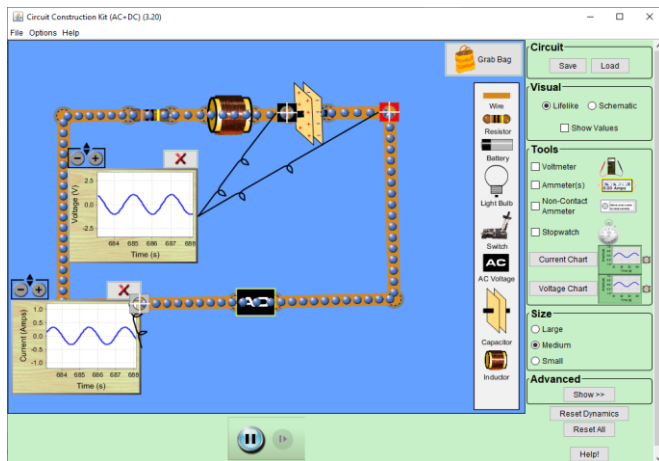 Circuit Construction Kit (AC+DC) (3.20)
File Options Help
Grab Bag
Wire
Resistor
Battery
Light Bulb
Switch
AC
AC Voltage
Capacitor
Inductor
Voltage (V)
2.5
0.0
-2.5
684 685 686 687 688
Time (s)
Current (Amps)
1.0
0.5
0.0
-0.5
-1.0
684 685 686 687 688
Time (s)
AC
Circuit
Save Load
Visual
Lifelike Schematic
Show Values
Tools
Voltmeter
Ammeter(s)
Non-Contact
Ammeter
Stopwatch
Current Chart
Voltage Chart
Size
Large
Medium
Small
Advanced
Show >>
Reset Dynamics
Reset All
Help!